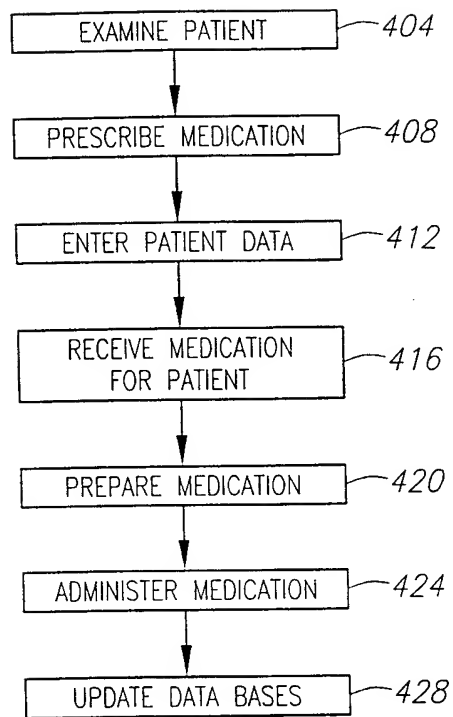 EXAMINE PATIENT 404
PRESCRIBE MEDICATION 408
ENTER PATIENT DATA 412
RECEIVE MEDICATION
FOR PATIENT 416
PREPARE MEDICATION 420
ADMINISTER MEDICATION 424
UPDATE DATA BASES 428